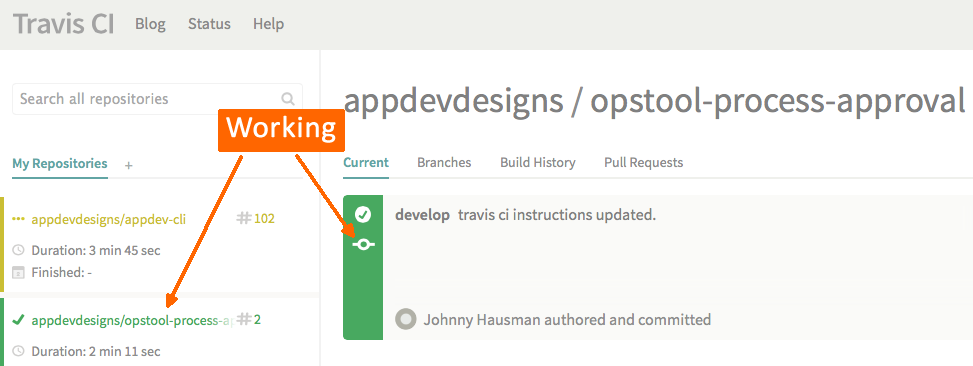 Travis CI Blog Status Help
Search all repositories
appdevdesigns / opstool-process-approval
Working
My Repositories +
Current Branches Build History Pull Requests
appdevdesigns/appdev-cli #102
develop travis ci instructions updated.
Duration: 3 min 45 sec
Finished: -
appdevdesigns/opstool-process-ap #2
Johnny Hausman authored and committed
Duration: 2 min 11 sec